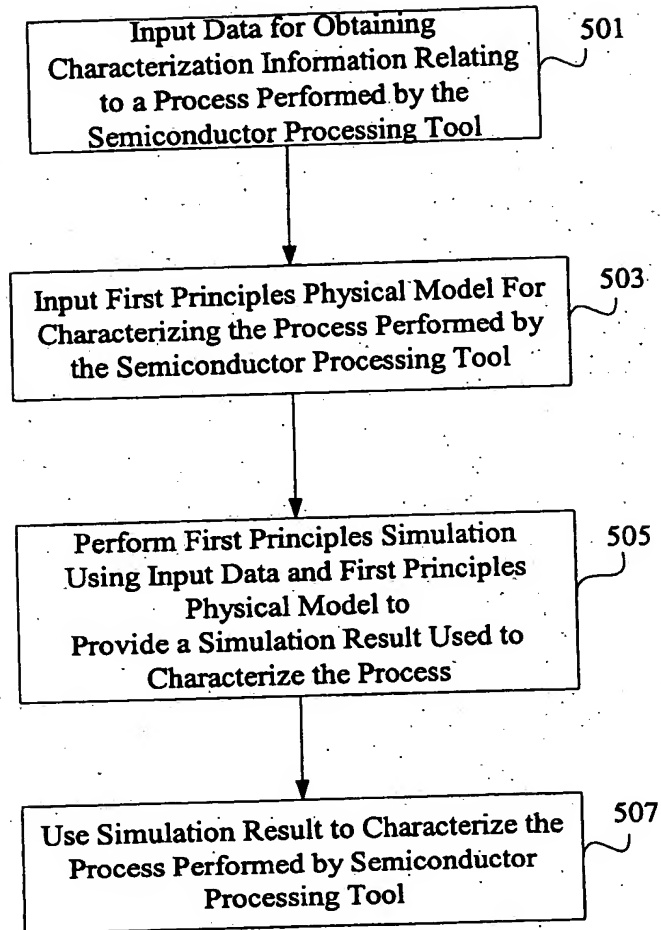 Input Data for Obtaining
Characterization Information Relating
to a Process Performed by the
Semiconductor Processing Tool
501
Input First Principles Physical Model For
Characterizing the Process Performed by
the Semiconductor Processing Tool
503
Perform First Principles Simulation
Using Input Data and First Principles
Physical Model to
Provide a Simulation Result Used to
Characterize the Process
505
Use Simulation Result to Characterize the
Process Performed by Semiconductor
Processing Tool
507